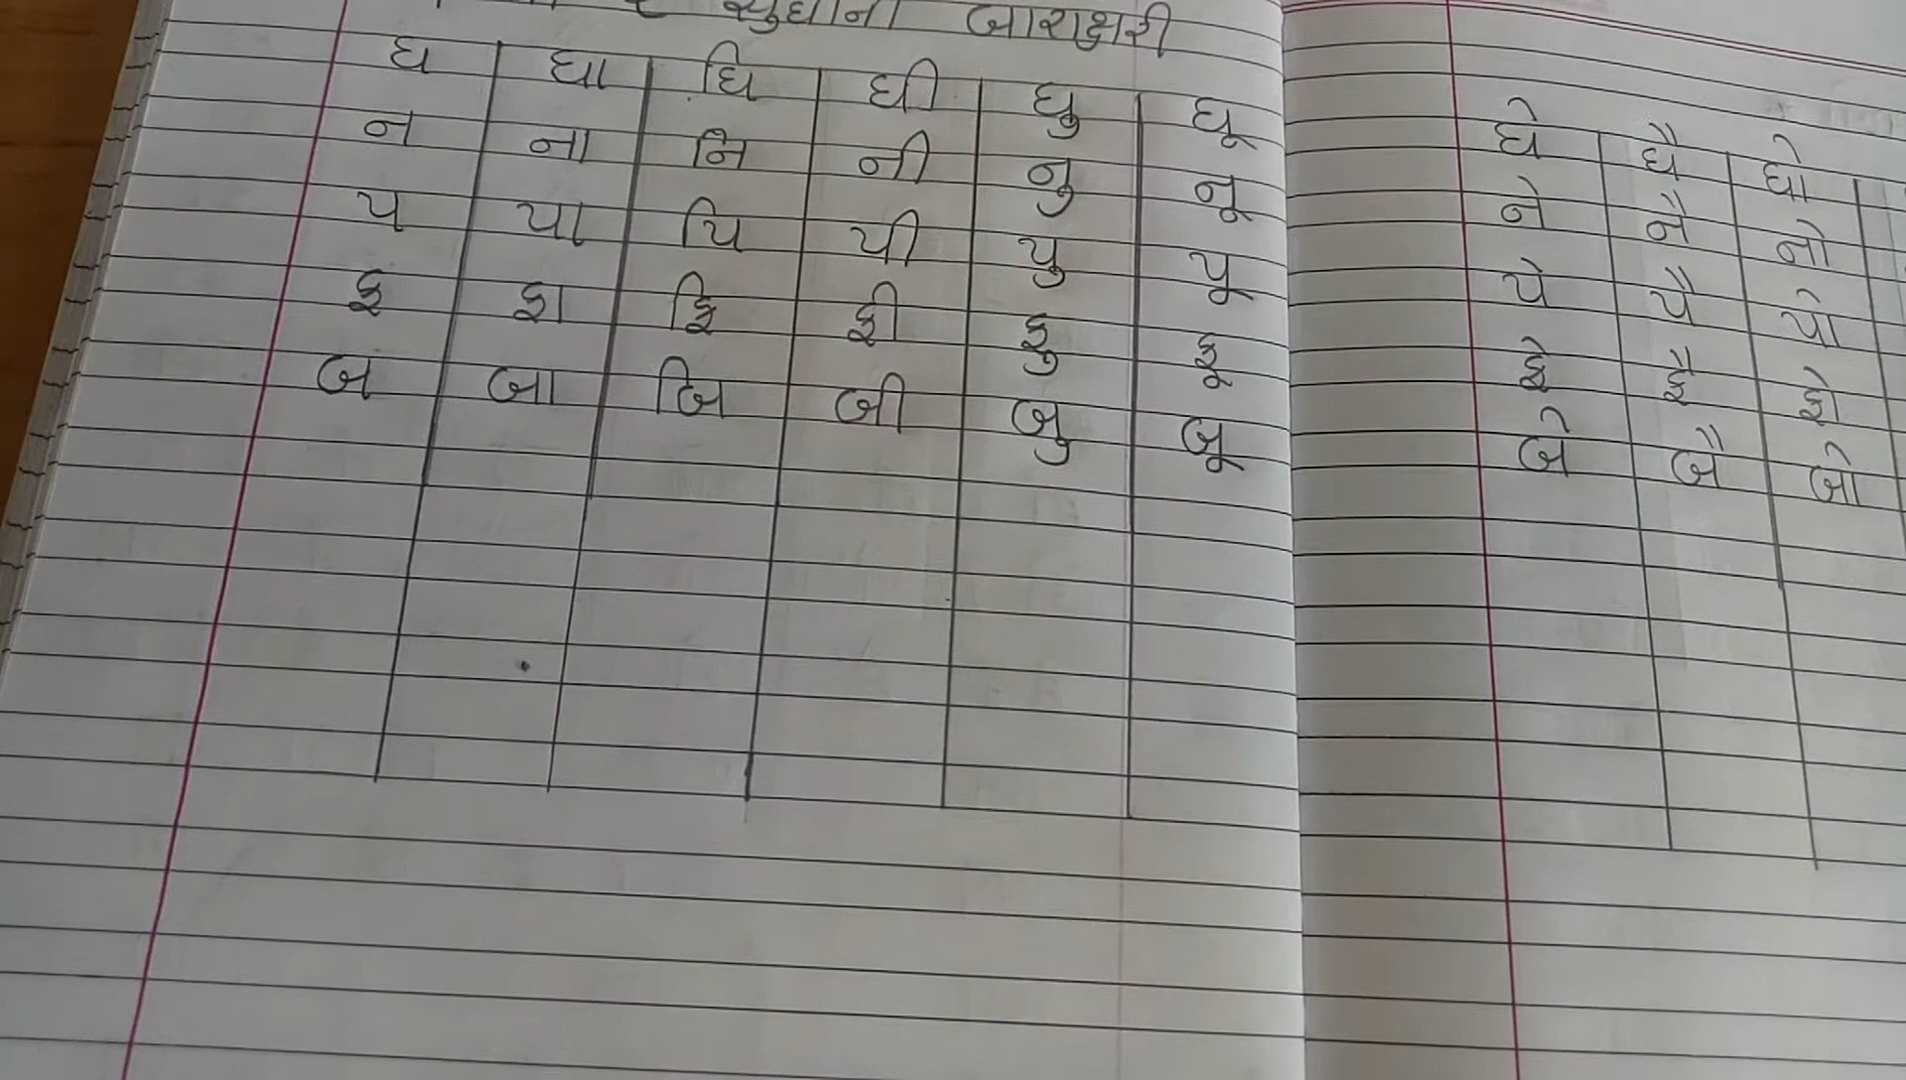 સુધીના બારાક્ષરી
ધ ધા ધિ ધી ધુ ધૂ
ન ના નિ ની નુ નૂ
પ પા પિ પી પુ પૂ
ફ ફા ફિ ફી ફુ ફૂ
બ બા બિ બી બુ બૂ
ધે ધૈ ધો
ને નૈ નો
પે પૈ પો
ફે ફૈ ફો
બે બૈ બો